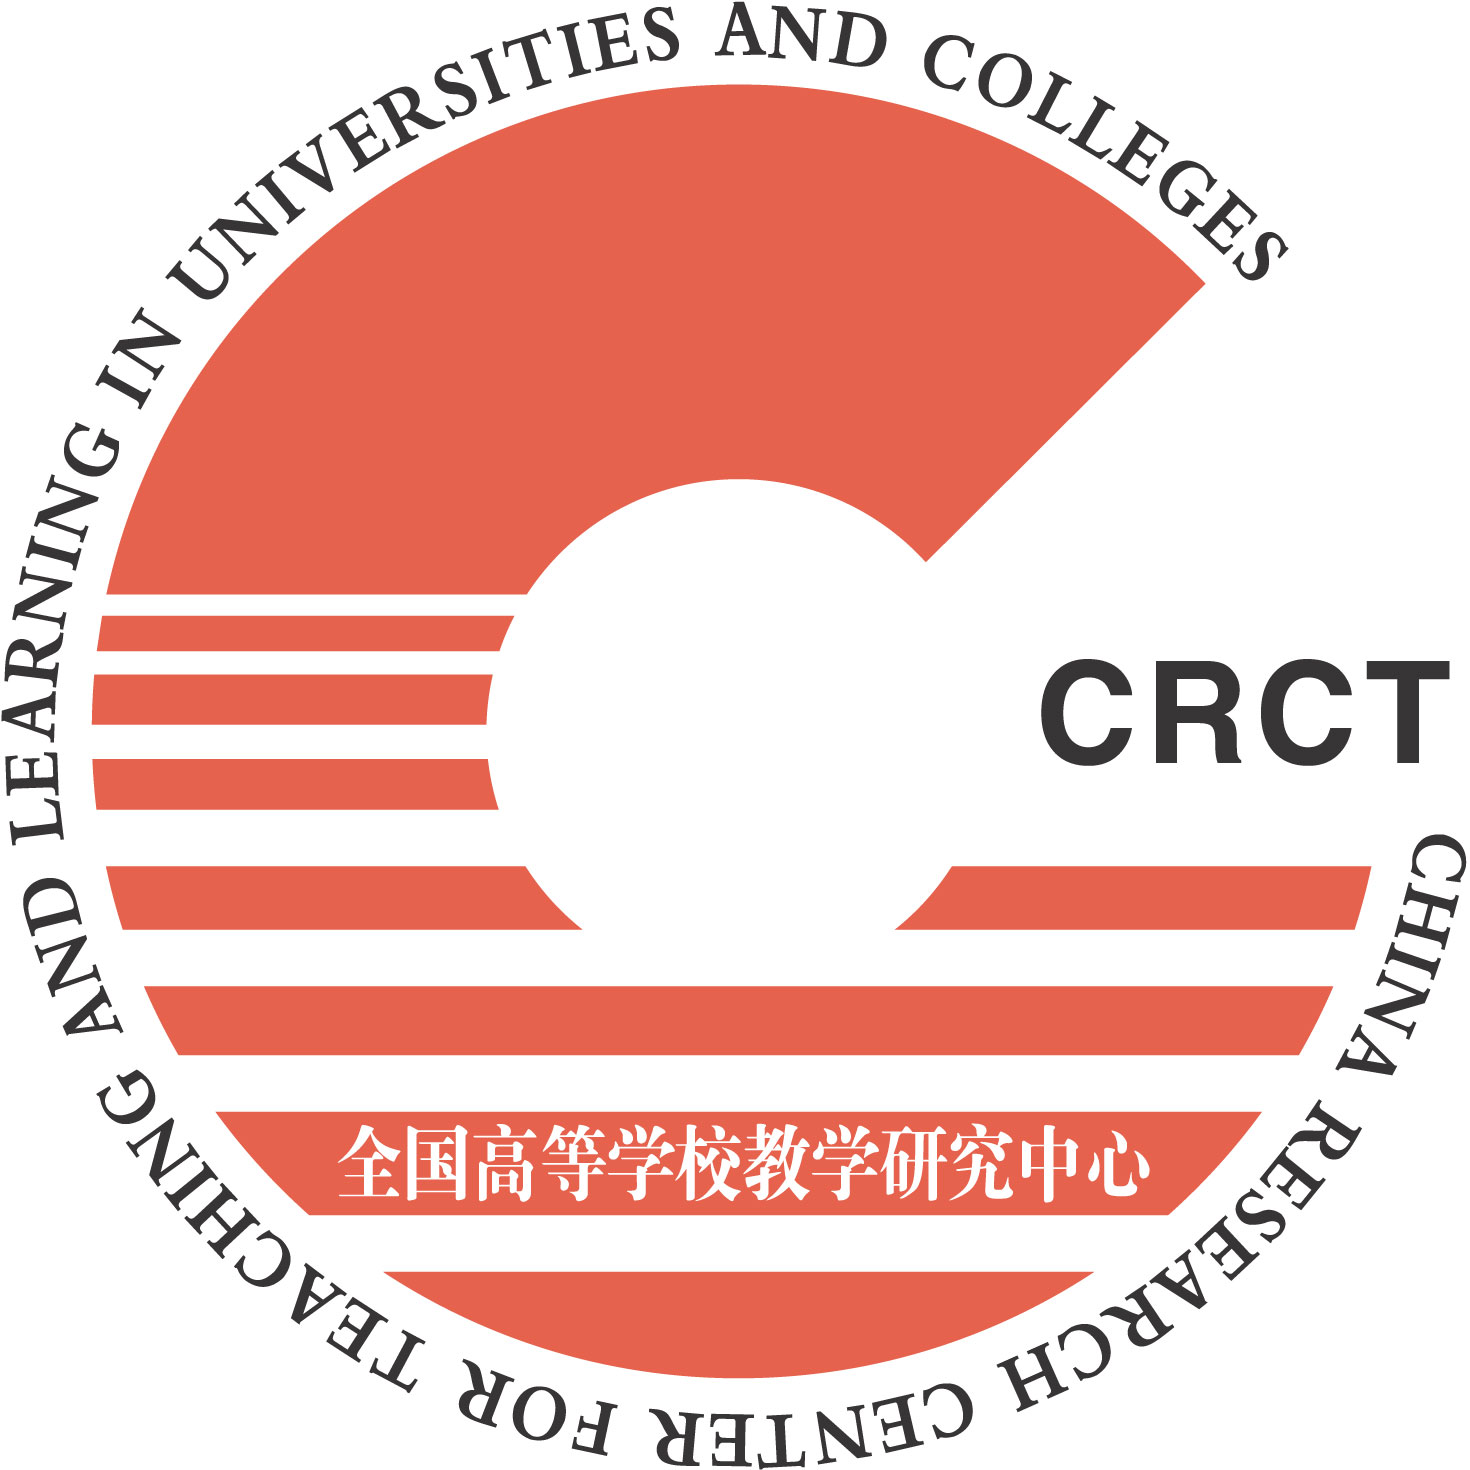 CHINA RESEARCH CENTER FOR TEACHING AND LEARNING IN UNIVERSITIES AND COLLEGES
CRCT
全国高等学校教学研究中心